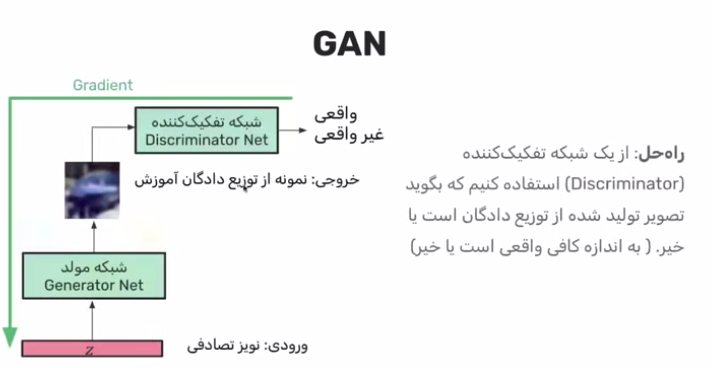 GAN
Gradient
شبکه تفکیک‌کننده
Discriminator Net
واقعی
غیر واقعی
خروجی: نمونه از توزیع دادگان آموزش
شبکه مولد
Generator Net
z
ورودی: نویز تصادفی
راه‌حل: از یک شبکه تفکیک‌کننده
(Discriminator) استفاده کنیم که بگوید
تصویر تولید شده از توزیع دادگان است یا
خیر. ( به اندازه کافی واقعی است یا خیر)